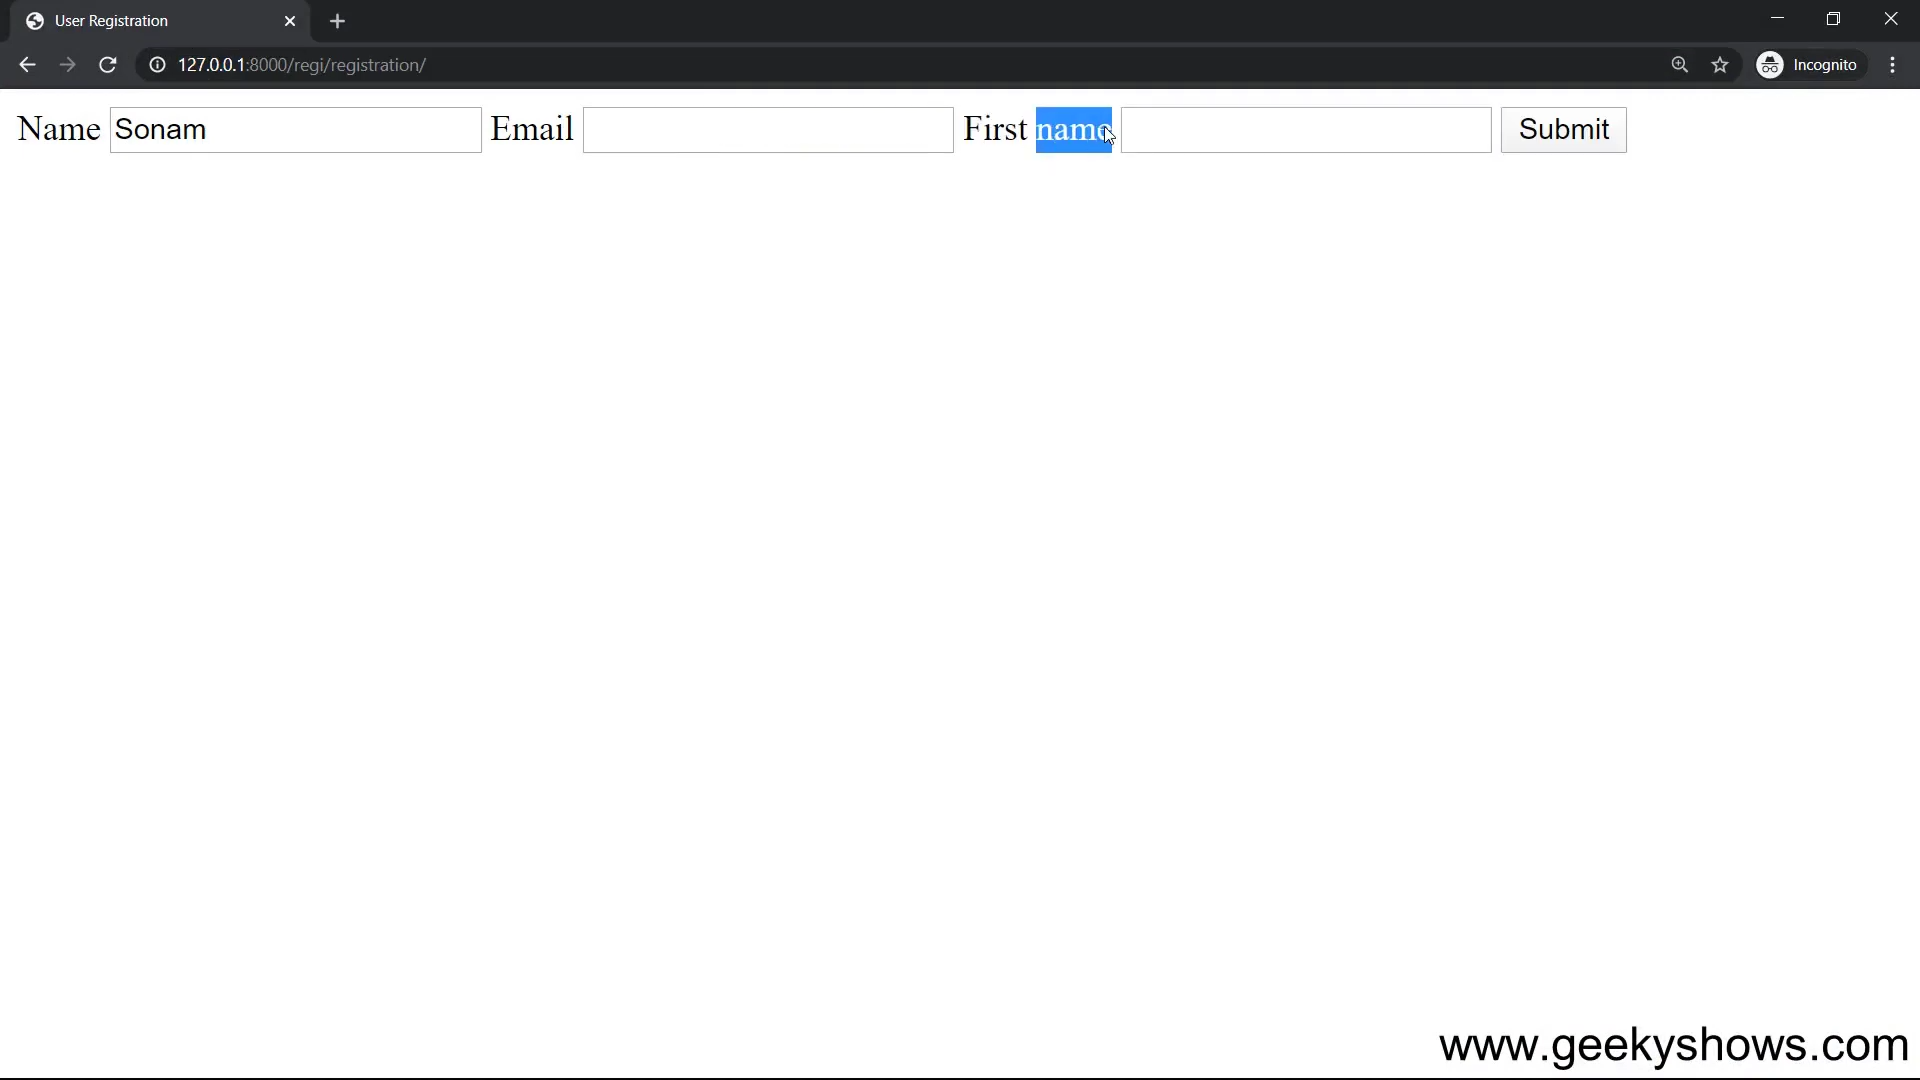 User Registration
127.0.0.1:8000/regi/registration/
Incognito
Name Sonam Email First name Submit
www.geekyshows.com